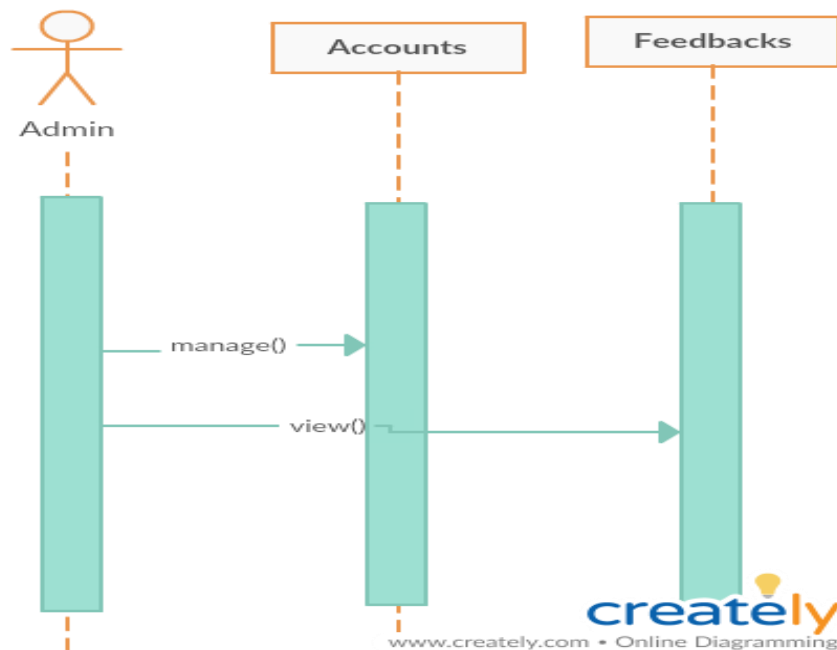 Accounts
Feedbacks
Admin
manage()
view()
creately
www.creately.com • Online Diagramming